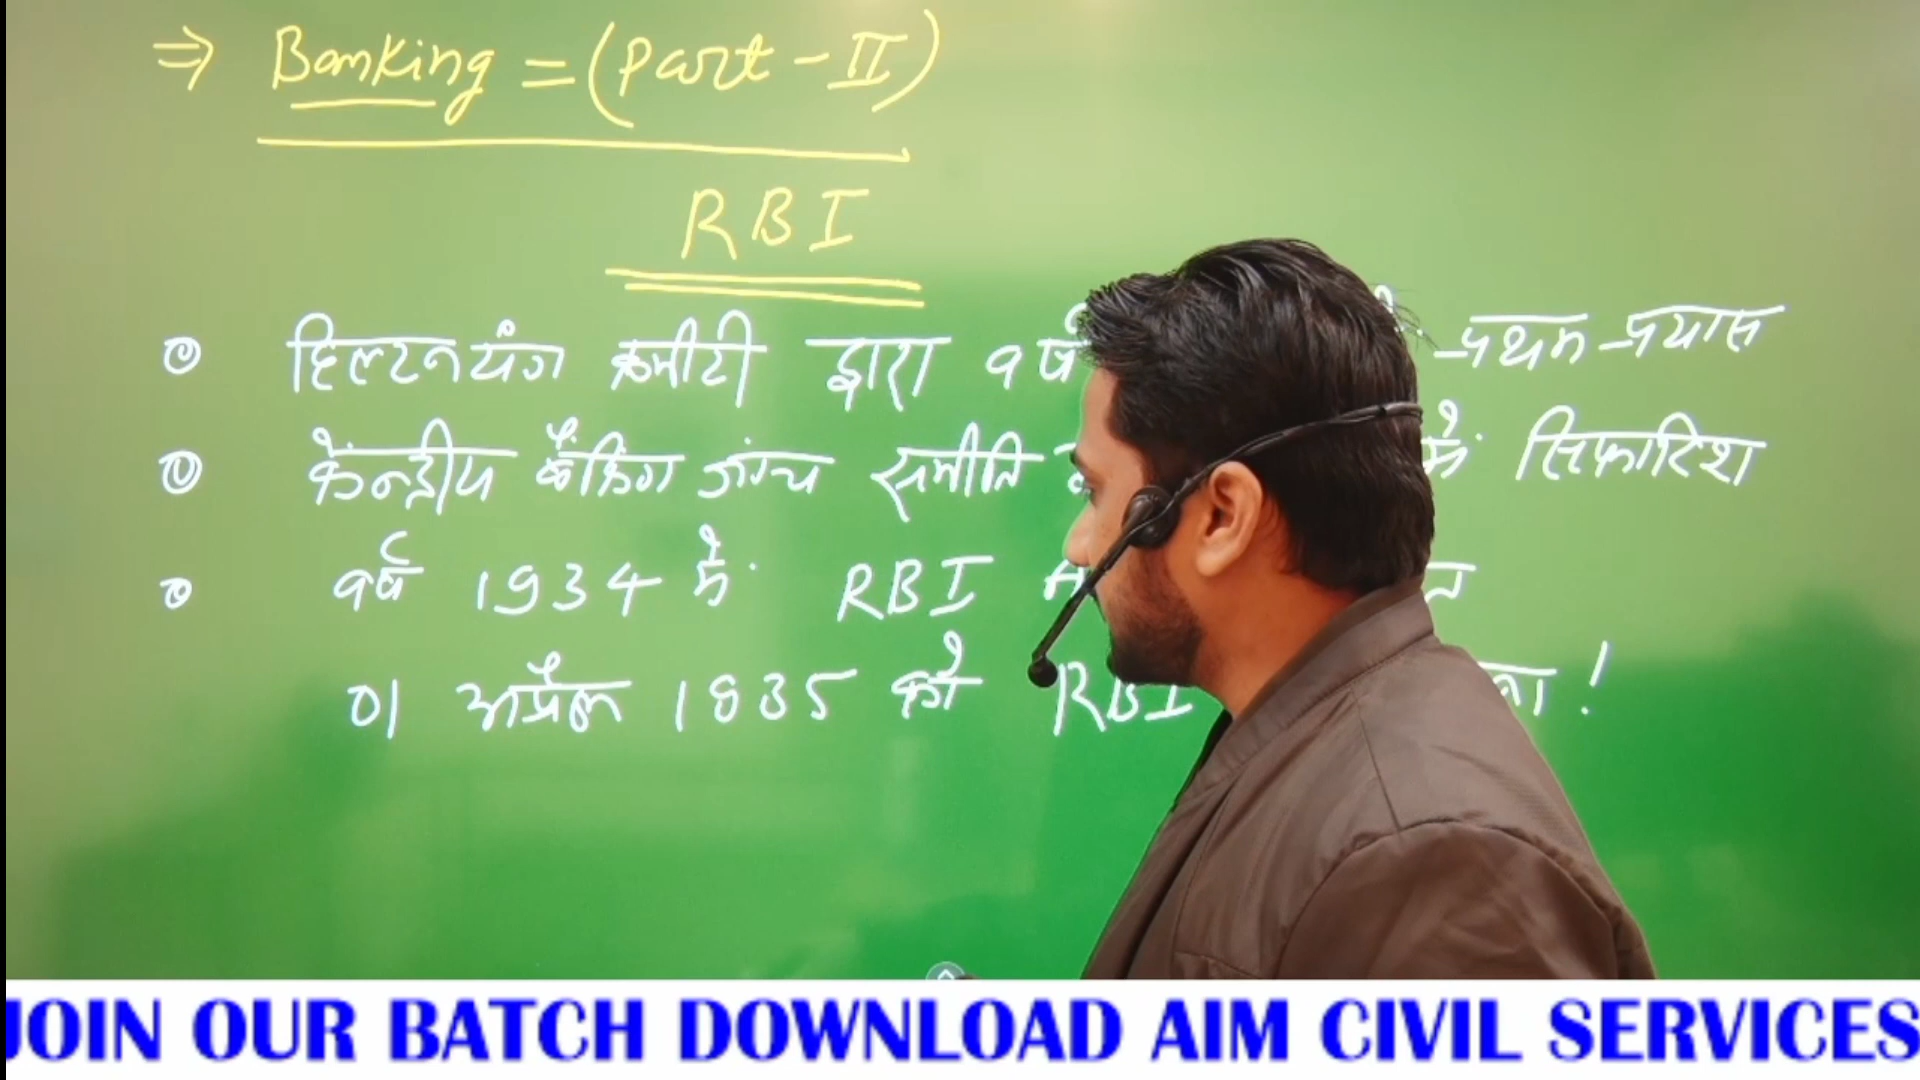 ⇒ Banking = (Part - II)
RBI
हिल्टन यंग कमीटी द्वारा वर्ष प्रथम प्रयास
केन्द्रीय बैंकिंग जांच समीति में सिफारिश
वर्ष 1934 में RBI
01 अप्रैल 1935 को RBI
JOIN OUR BATCH DOWNLOAD AIM CIVIL SERVICES